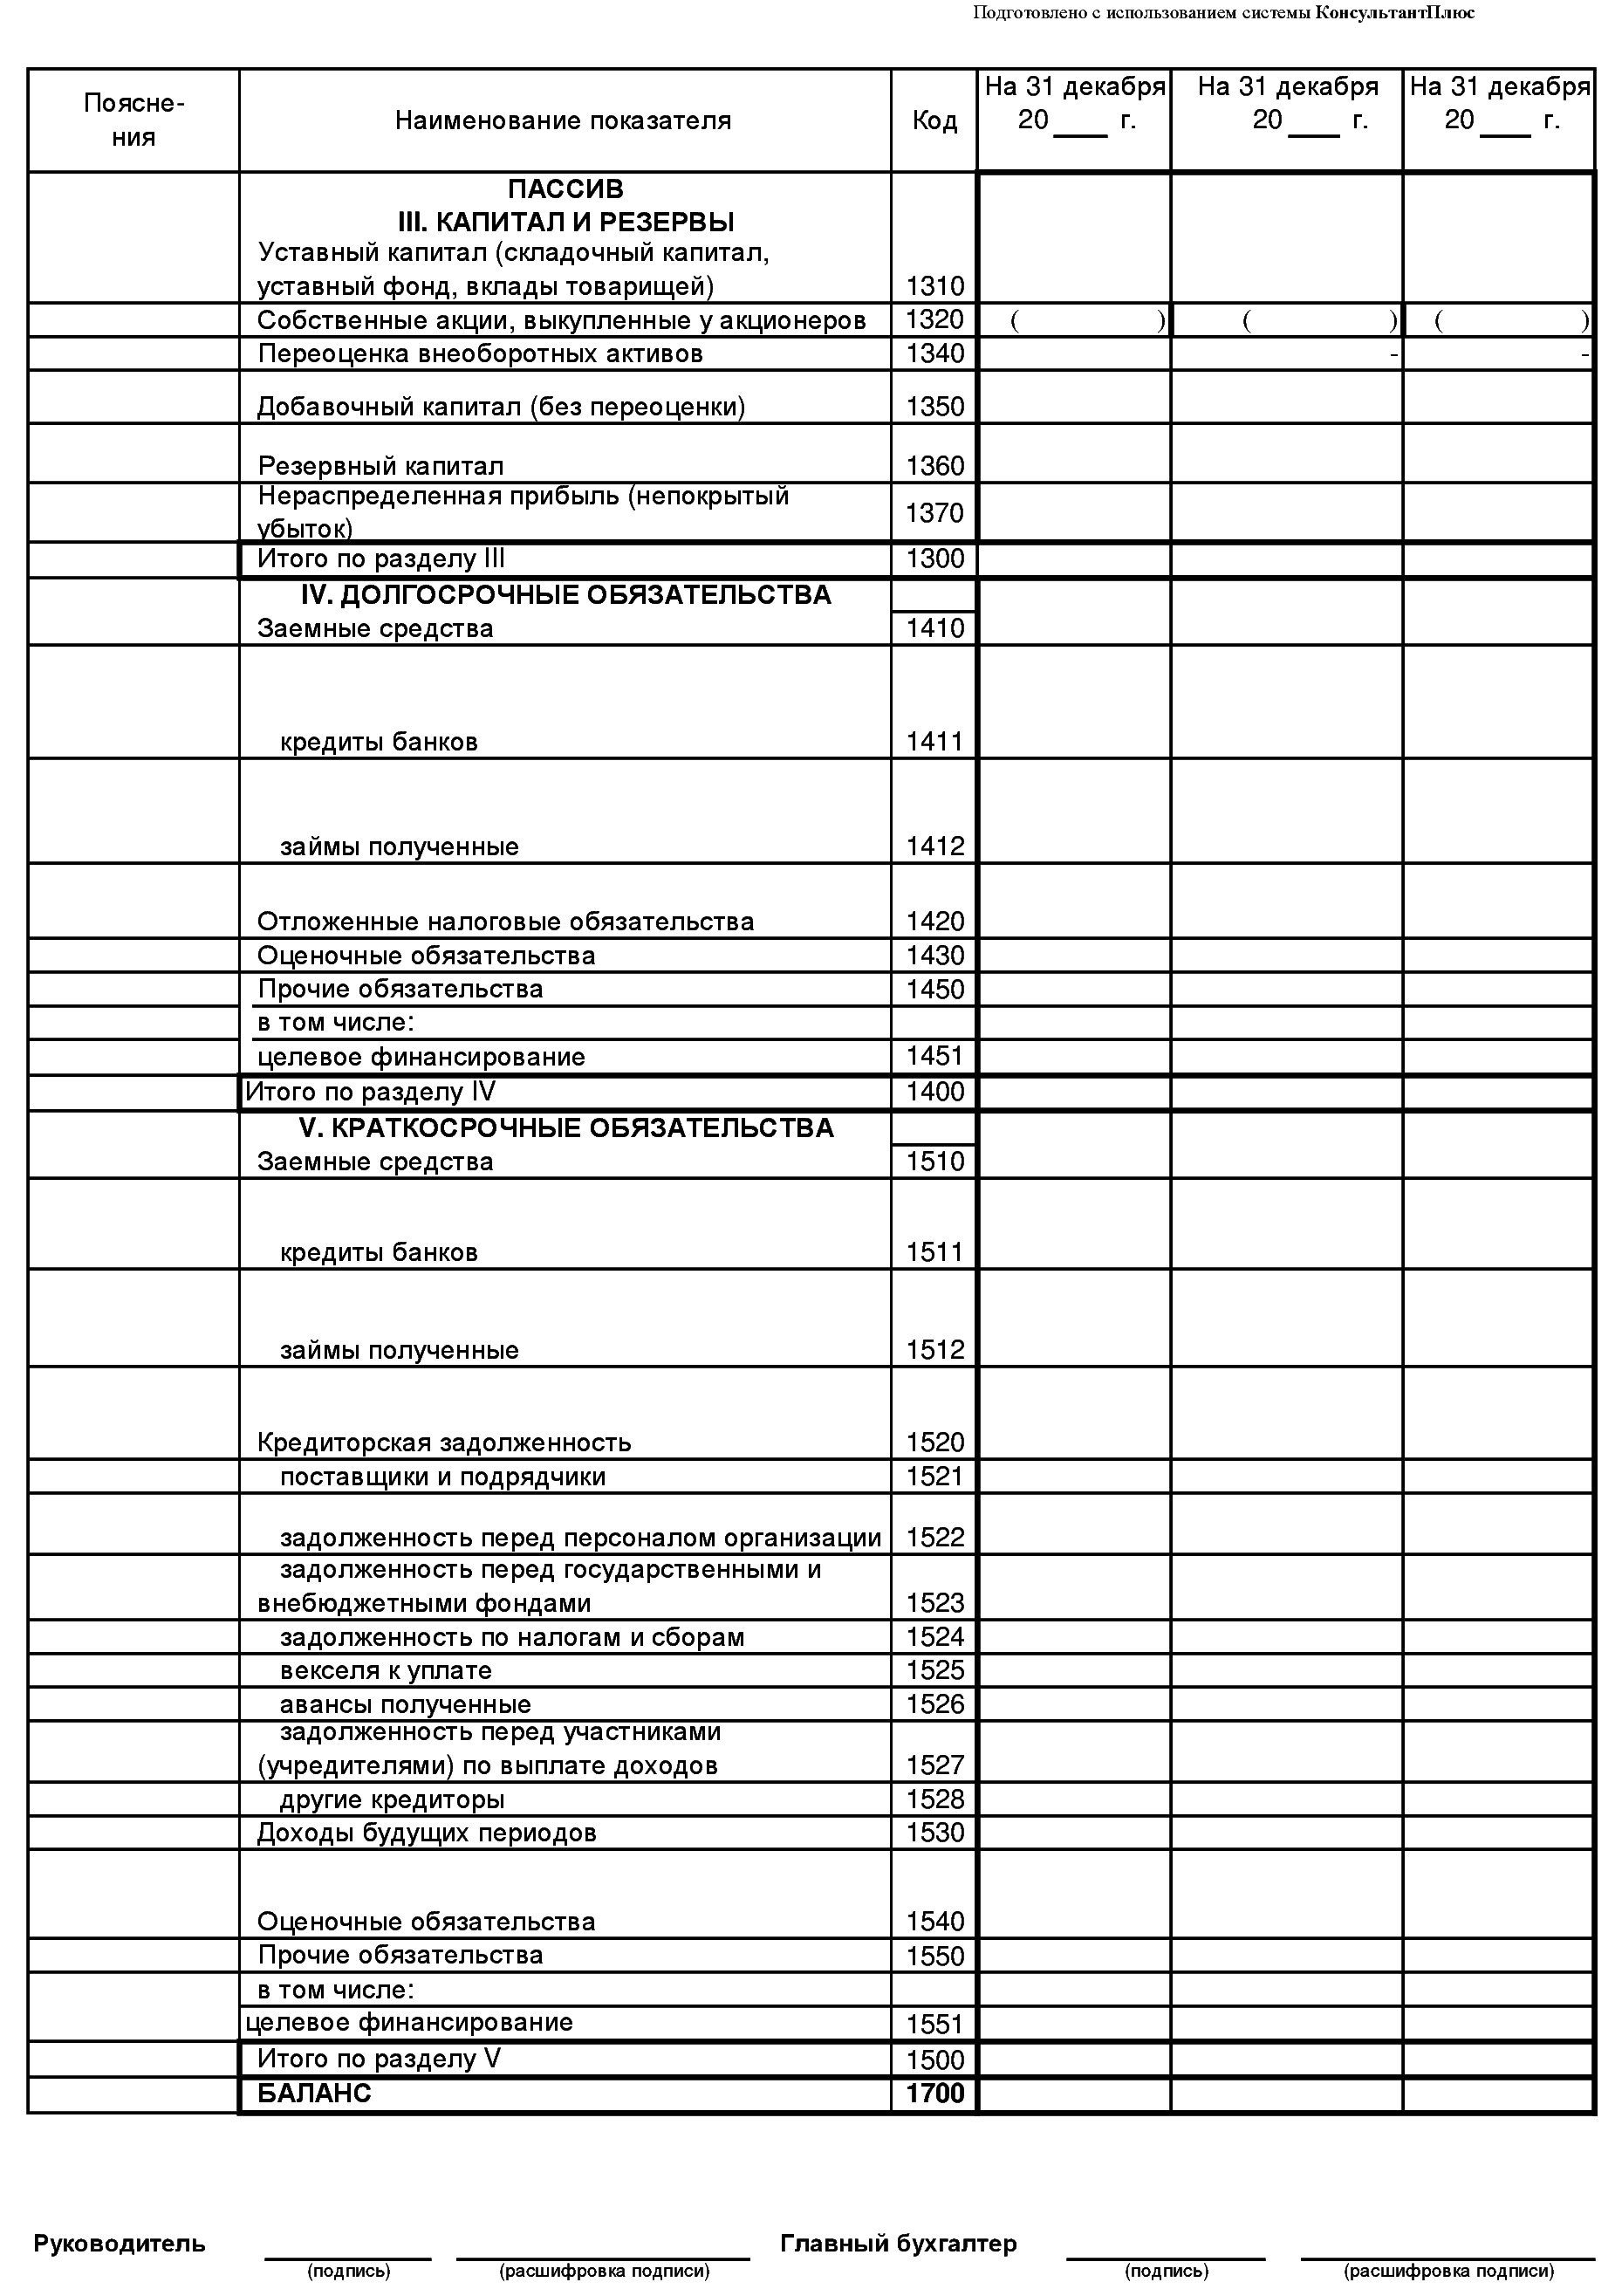 Подготовлено с использованием системы КонсультантПлюс
Поясне-
ния
Наименование показателя
Код
На 31 декабря
20 ____ г.
На 31 декабря
20 ____ г.
На 31 декабря
20 ____ г.
ПАССИВ
III. КАПИТАЛ И РЕЗЕРВЫ
Уставный капитал (складочный капитал,
уставный фонд, вклады товарищей) 1310
Собственные акции, выкупленные у акционеров 1320 ( ) ( ) ( )
Переоценка внеоборотных активов 1340 - -
Добавочный капитал (без переоценки) 1350
Резервный капитал 1360
Нераспределенная прибыль (непокрытый
убыток) 1370
Итого по разделу III 1300
IV. ДОЛГОСРОЧНЫЕ ОБЯЗАТЕЛЬСТВА
Заемные средства 1410
кредиты банков 1411
займы полученные 1412
Отложенные налоговые обязательства 1420
Оценочные обязательства 1430
Прочие обязательства 1450
в том числе:
целевое финансирование 1451
Итого по разделу IV 1400
V. КРАТКОСРОЧНЫЕ ОБЯЗАТЕЛЬСТВА
Заемные средства 1510
кредиты банков 1511
займы полученные 1512
Кредиторская задолженность 1520
поставщики и подрядчики 1521
задолженность перед персоналом организации 1522
задолженность перед государственными и
внебюджетными фондами 1523
задолженность по налогам и сборам 1524
векселя к уплате 1525
авансы полученные 1526
задолженность перед участниками
(учредителями) по выплате доходов 1527
другие кредиторы 1528
Доходы будущих периодов 1530
Оценочные обязательства 1540
Прочие обязательства 1550
в том числе:
целевое финансирование 1551
Итого по разделу V 1500
БАЛАНС 1700
Руководитель Главный бухгалтер
(подпись) (расшифровка подписи) (подпись) (расшифровка подписи)